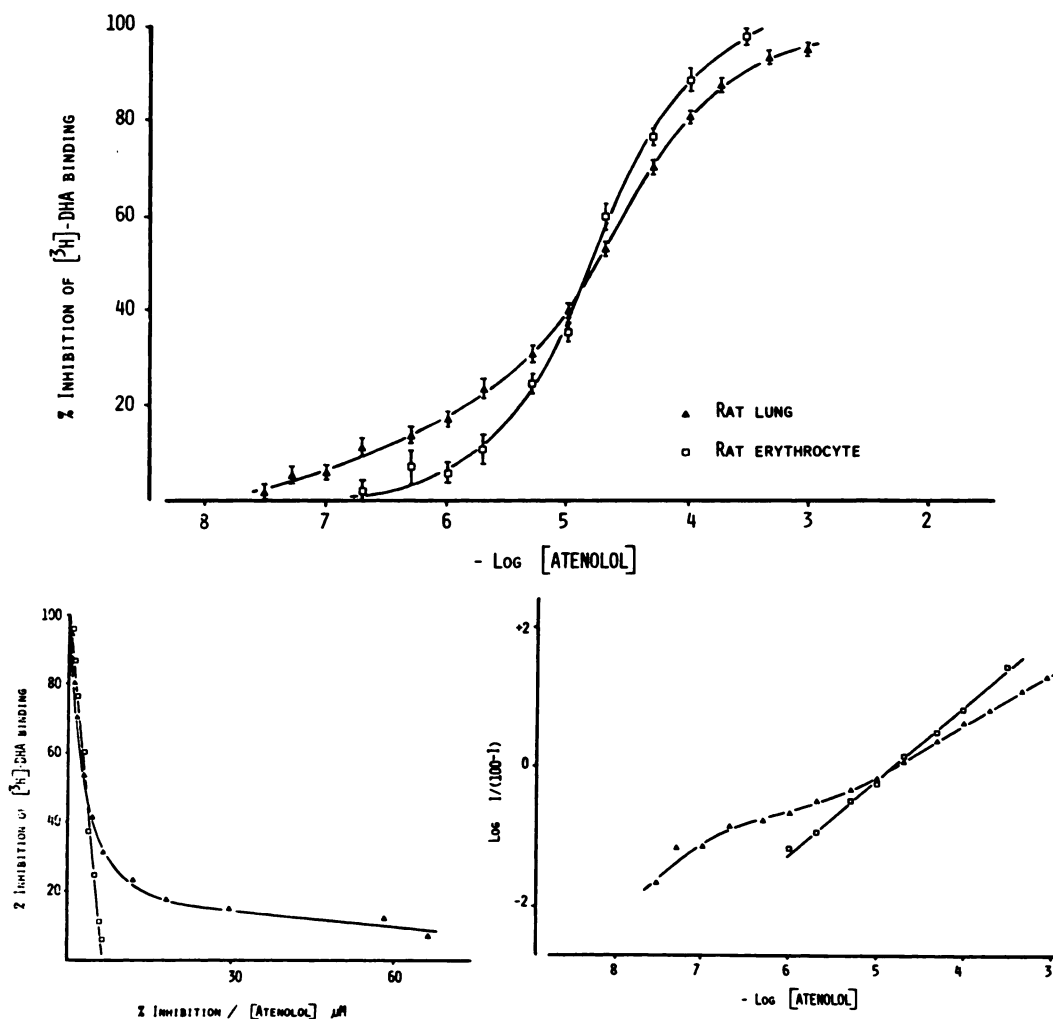 100
80
60
40
20
% INHIBITION OF [³H]-DHA BINDING
▲ RAT LUNG
□ RAT ERYTHROCYTE
8 7 6 5 4 3 2
- LOG [ATENOLOL]
100
80
60
40
20
% INHIBITION OF [³H]-DHA BINDING
30 60
% INHIBITION / [ATENOLOL] μM
+2
0
-2
LOG I/(100-I)
8 7 6 5 4 3
- LOG [ATENOLOL]